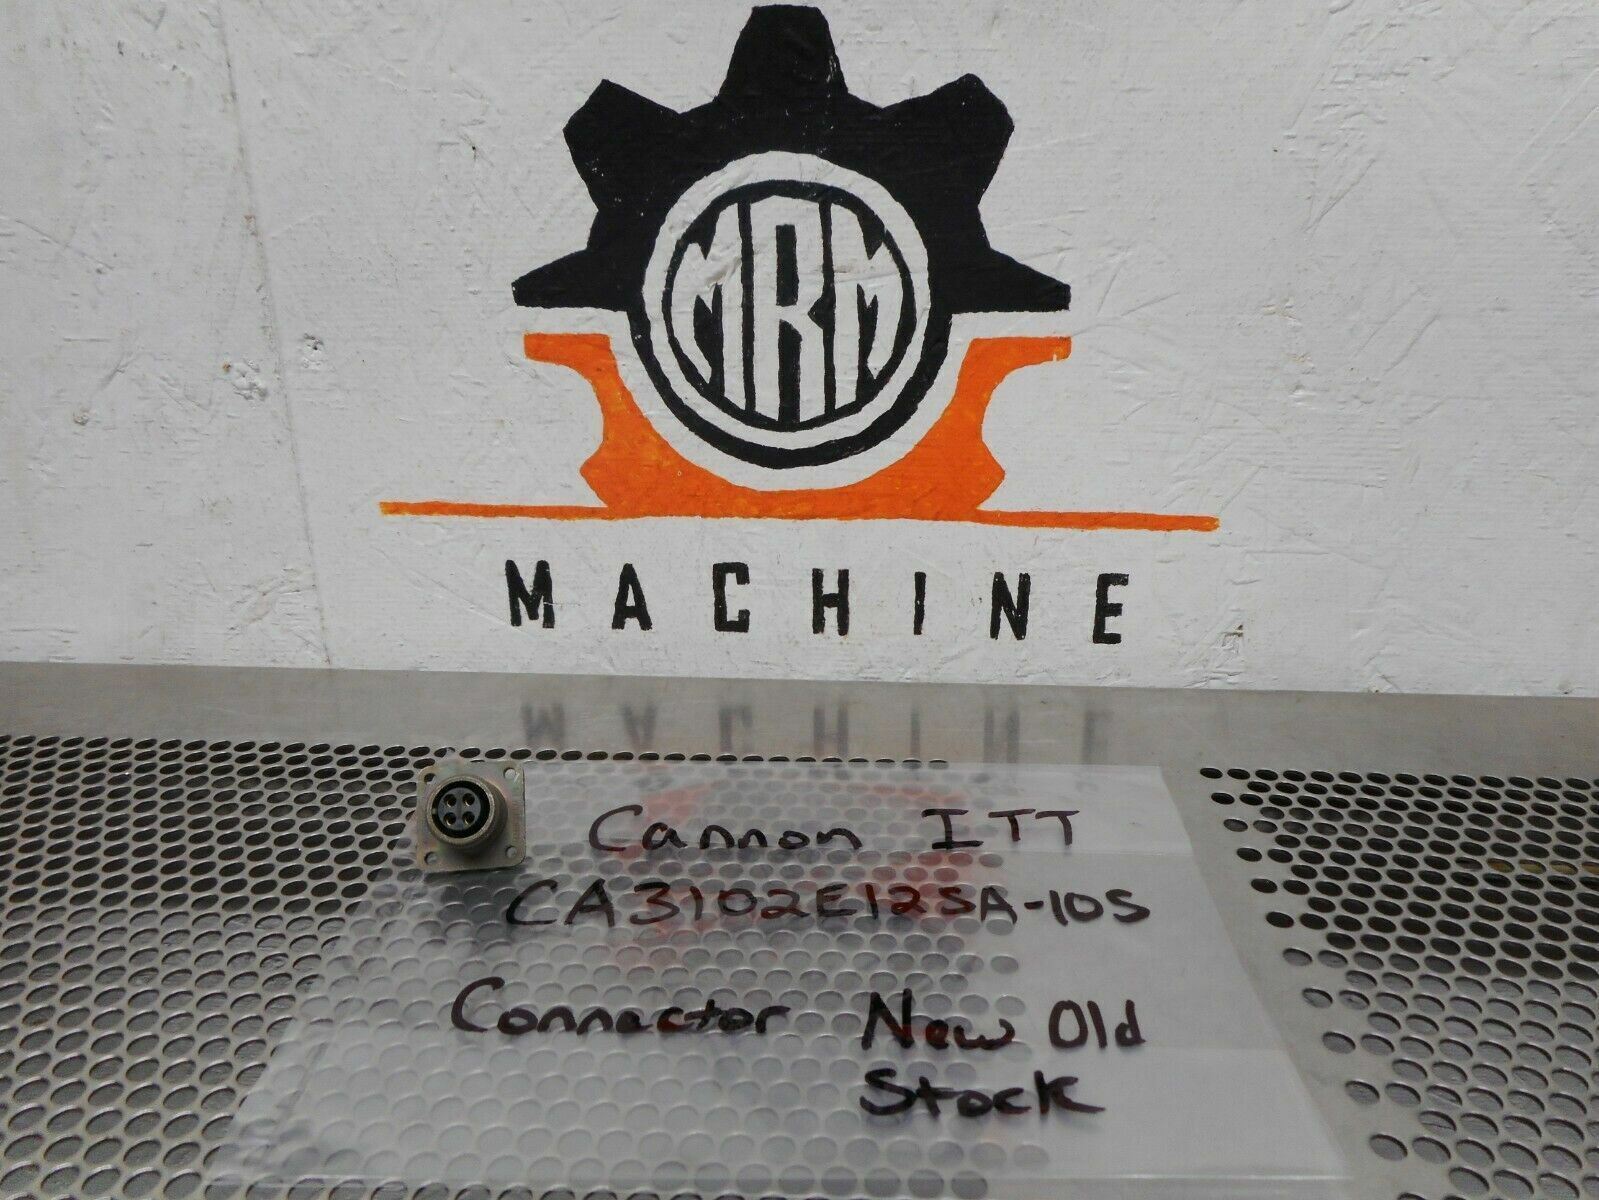 MRM
MACHINE
Cannon ITT
CA3102E12SA-10S
Connector New Old
Stock